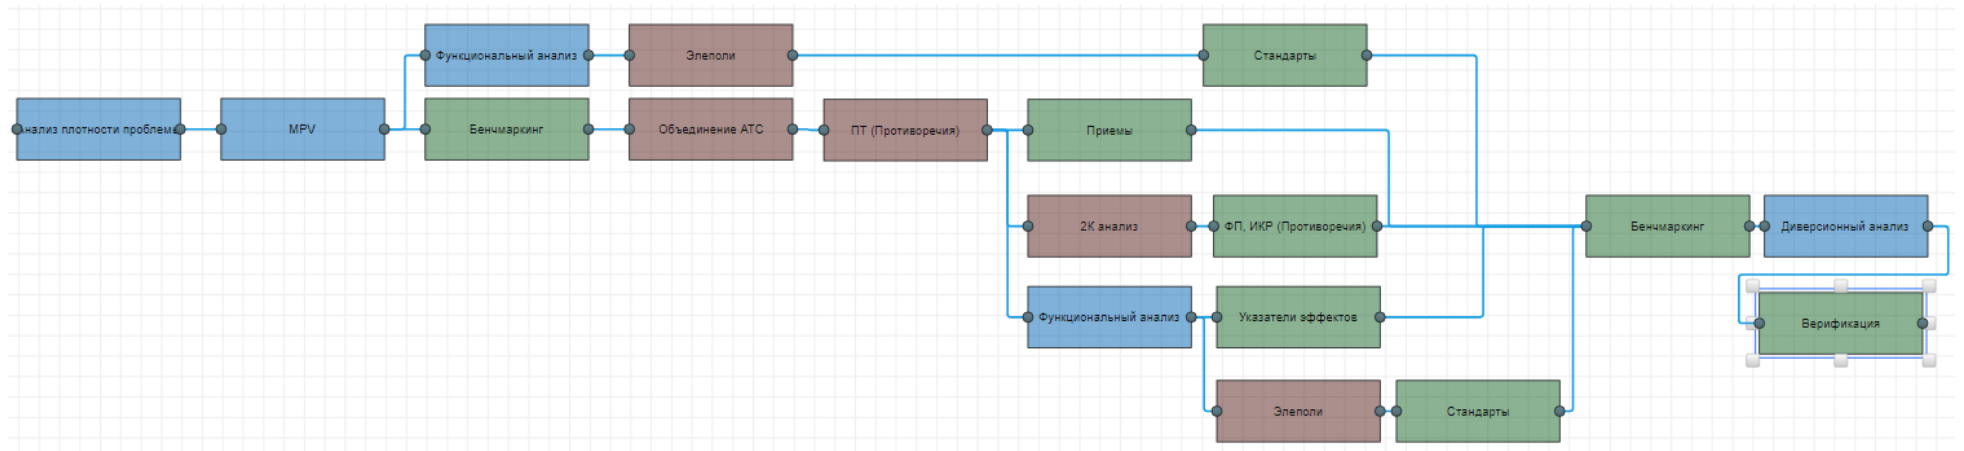 Функциональный анализ
Элеполи
Стандарты
нализ плотности проблем
MPV
Бенчмаркинг
Объединение АТС
ПТ (Противоречия)
Приемы
2К анализ
ФП, ИКР (Противоречия)
Бенчмаркинг
Диверсионный анализ
Функциональный анализ
Указатели эффектов
Верификация
Элеполи
Стандарты